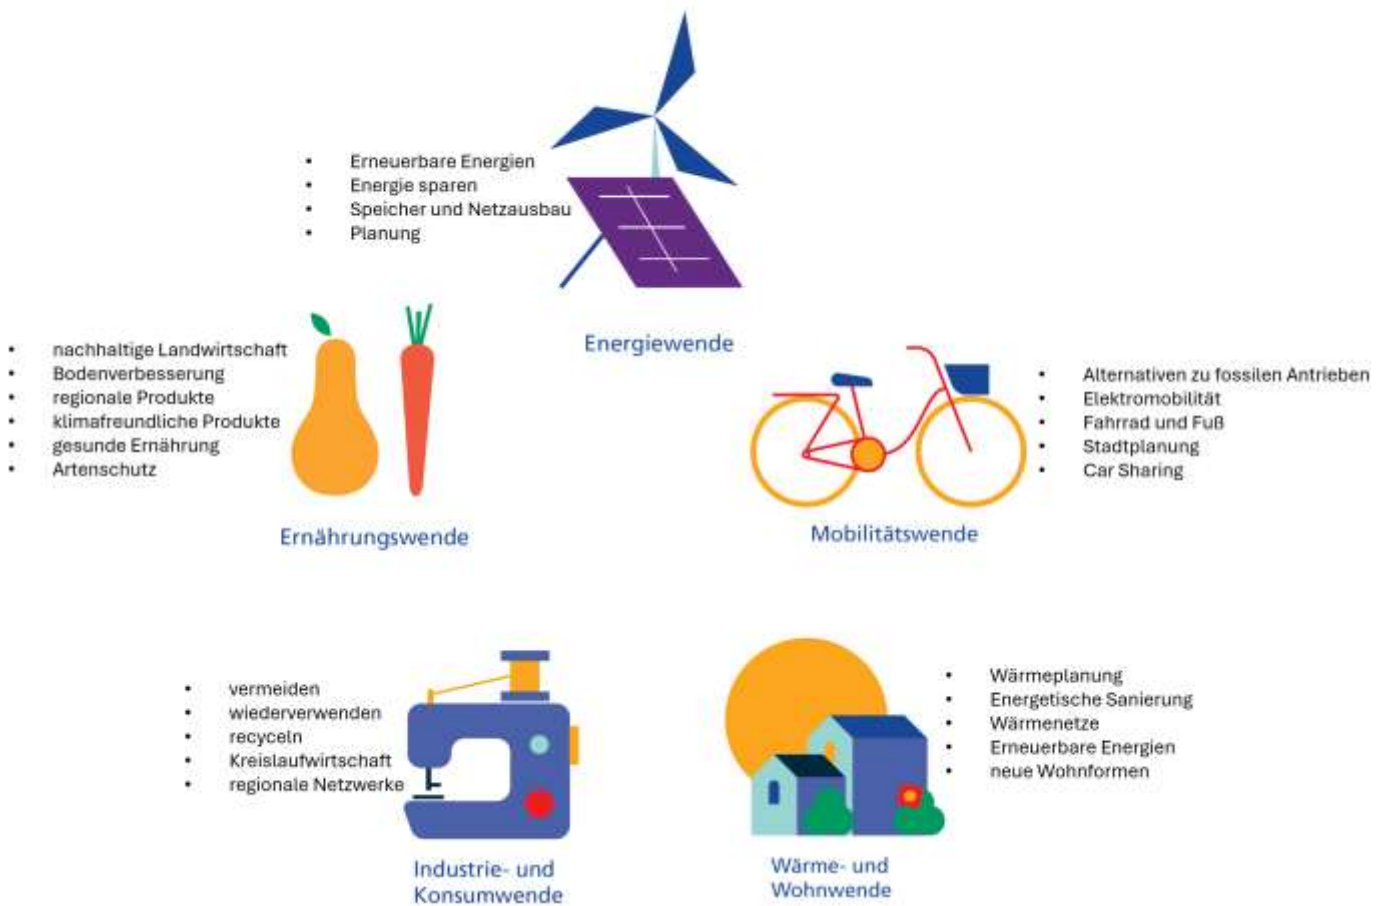 • Erneuerbare Energien
• Energie sparen
• Speicher und Netzausbau
• Planung
Energiewende
• nachhaltige Landwirtschaft
• Bodenverbesserung
• regionale Produkte
• klimafreundliche Produkte
• gesunde Ernährung
• Artenschutz
Ernährungswende
• Alternativen zu fossilen Antrieben
• Elektromobilität
• Fahrrad und Fuß
• Stadtplanung
• Car Sharing
Mobilitätswende
• vermeiden
• wiederverwenden
• recyceln
• Kreislaufwirtschaft
• regionale Netzwerke
Industrie- und
Konsumwende
• Wärmeplanung
• Energetische Sanierung
• Wärmenetze
• Erneuerbare Energien
• neue Wohnformen
Wärme- und
Wohnwende